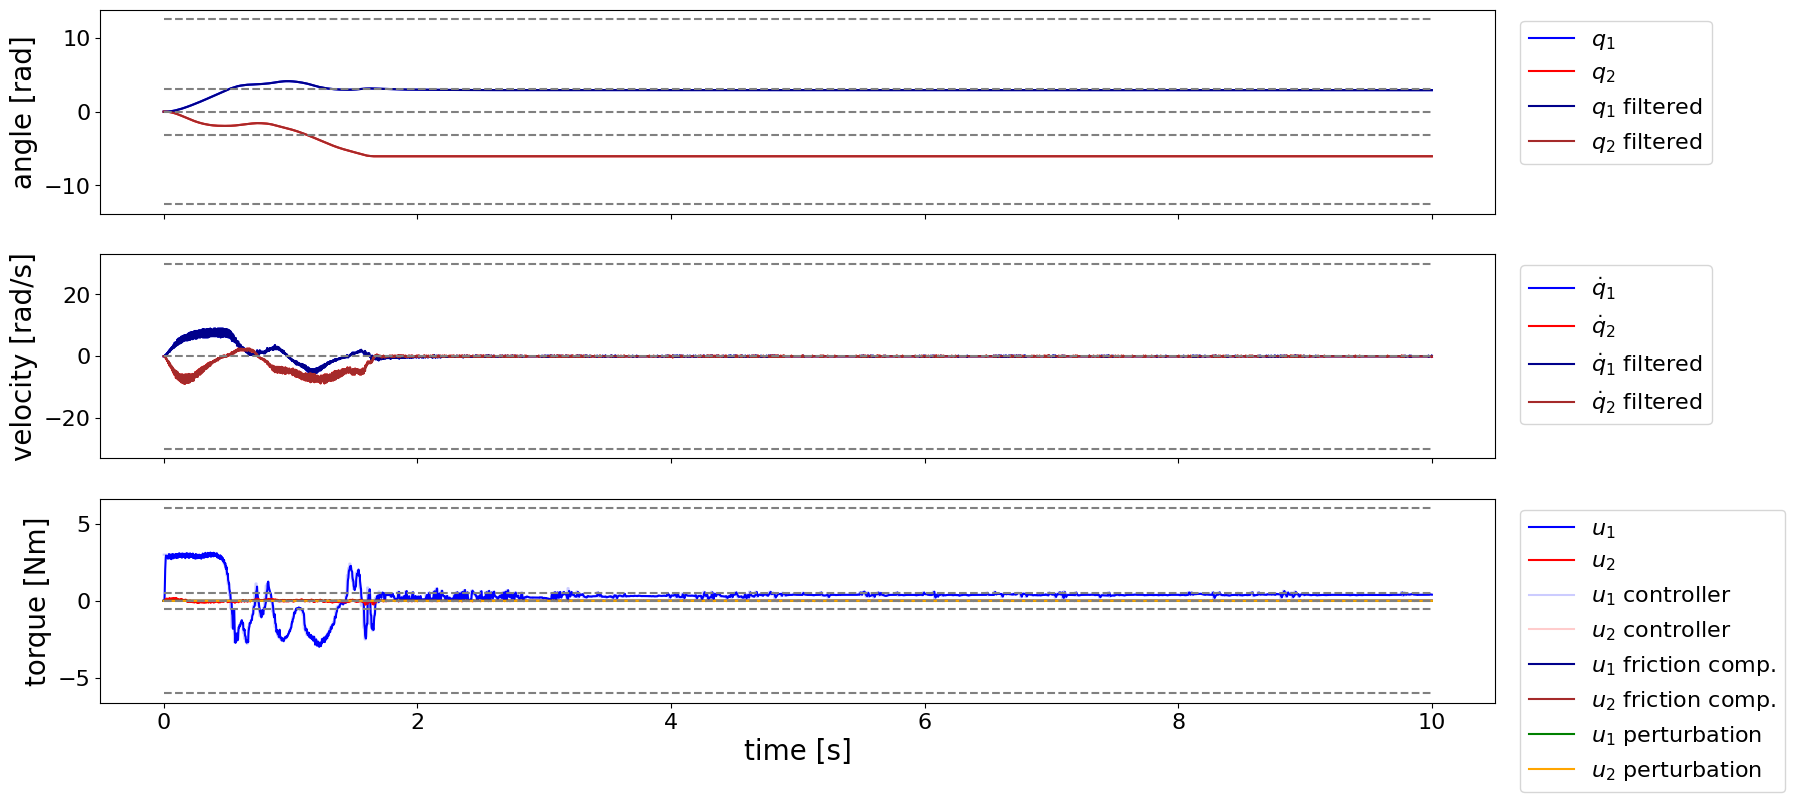 angle [rad]
10
0
−10
q₁
q₂
q₁ filtered
q₂ filtered
velocity [rad/s]
20
0
−20
q̇₁
q̇₂
q̇₁ filtered
q̇₂ filtered
torque [Nm]
5
0
−5
0 2 4 6 8 10
time [s]
u₁
u₂
u₁ controller
u₂ controller
u₁ friction comp.
u₂ friction comp.
u₁ perturbation
u₂ perturbation